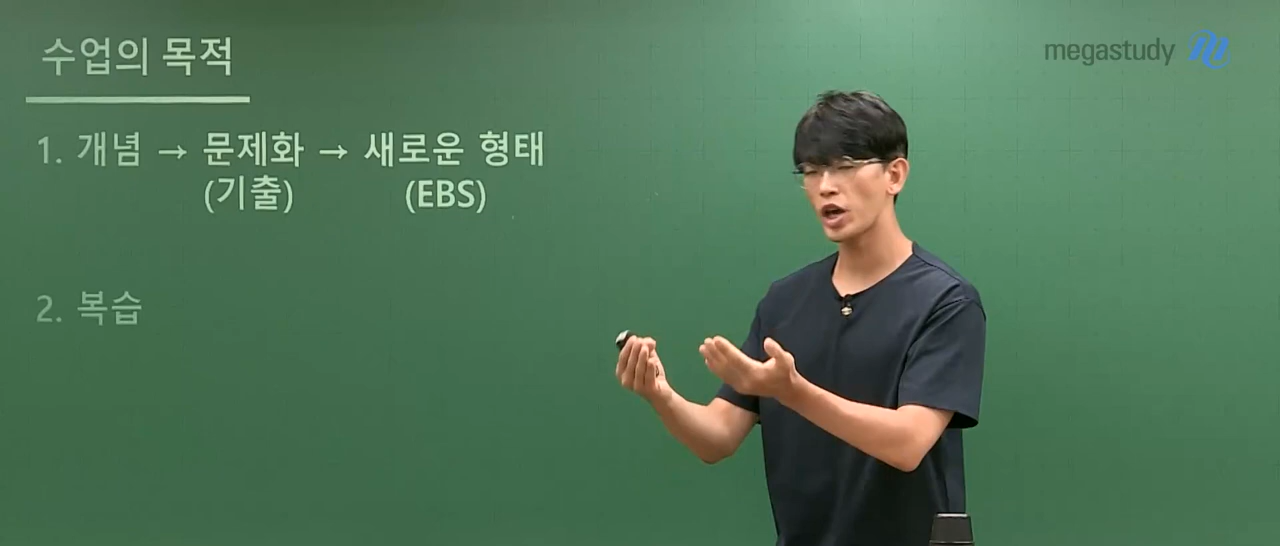 수업의 목적
megastudy
1. 개념 → 문제화 → 새로운 형태
(기출) (EBS)
2. 복습